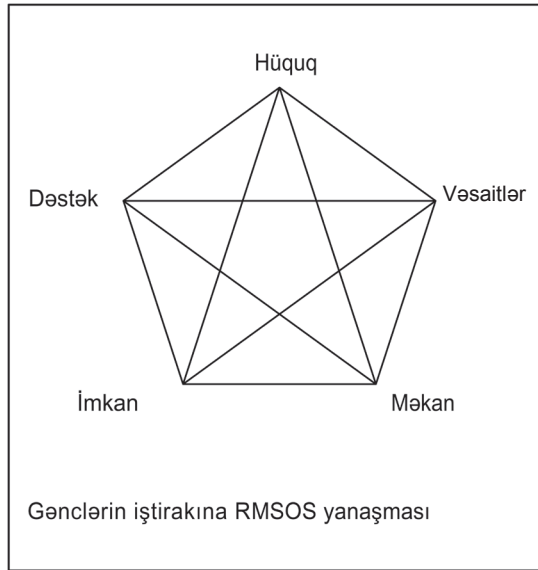 Hüquq
Dəstək
Vəsaitlər
İmkan
Məkan
Gənclərin iştirakına RMSOS yanaşması